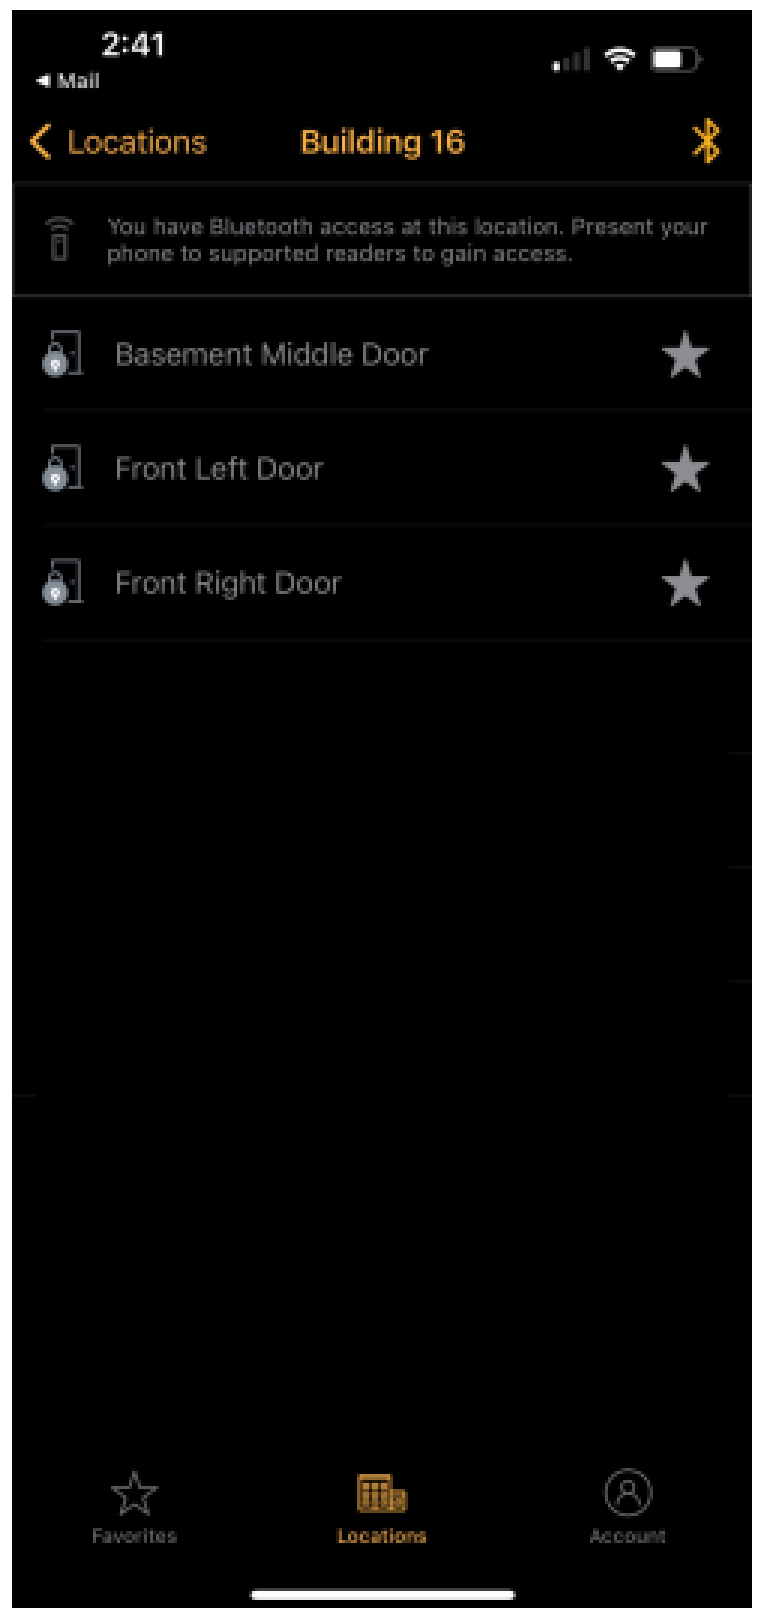 2:41
Mail
Locations
Building 16
You have Bluetooth access at this location. Present your
phone to supported readers to gain access.
Basement Middle Door
Front Left Door
Front Right Door
Favorites
Locations
Account